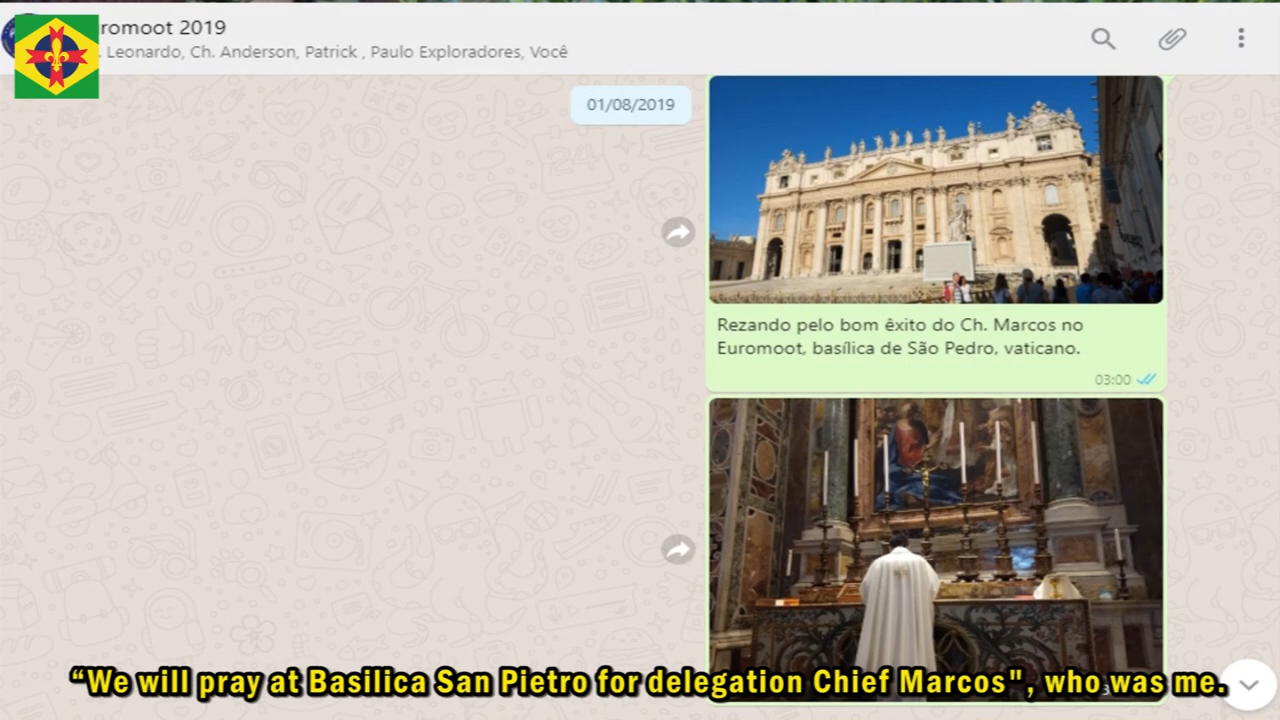 uromoot 2019
Leonardo, Ch. Anderson, Patrick , Paulo Exploradores, Você
01/08/2019
Rezando pelo bom êxito do Ch. Marcos no
Euromoot, basílica de São Pedro, vaticano.
03:00
“We will pray at Basilica San Pietro for delegation Chief Marcos", who was me.